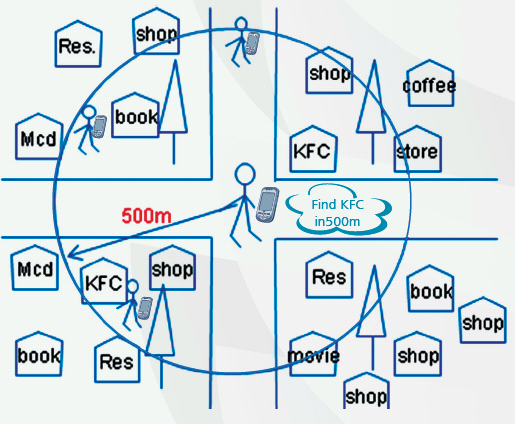 Res.
shop
shop
coffee
book
Mcd
KFC
store
Find KFC
in500m
500m
Mcd
KFC
shop
Res
book
shop
book
Res
movie
shop
shop